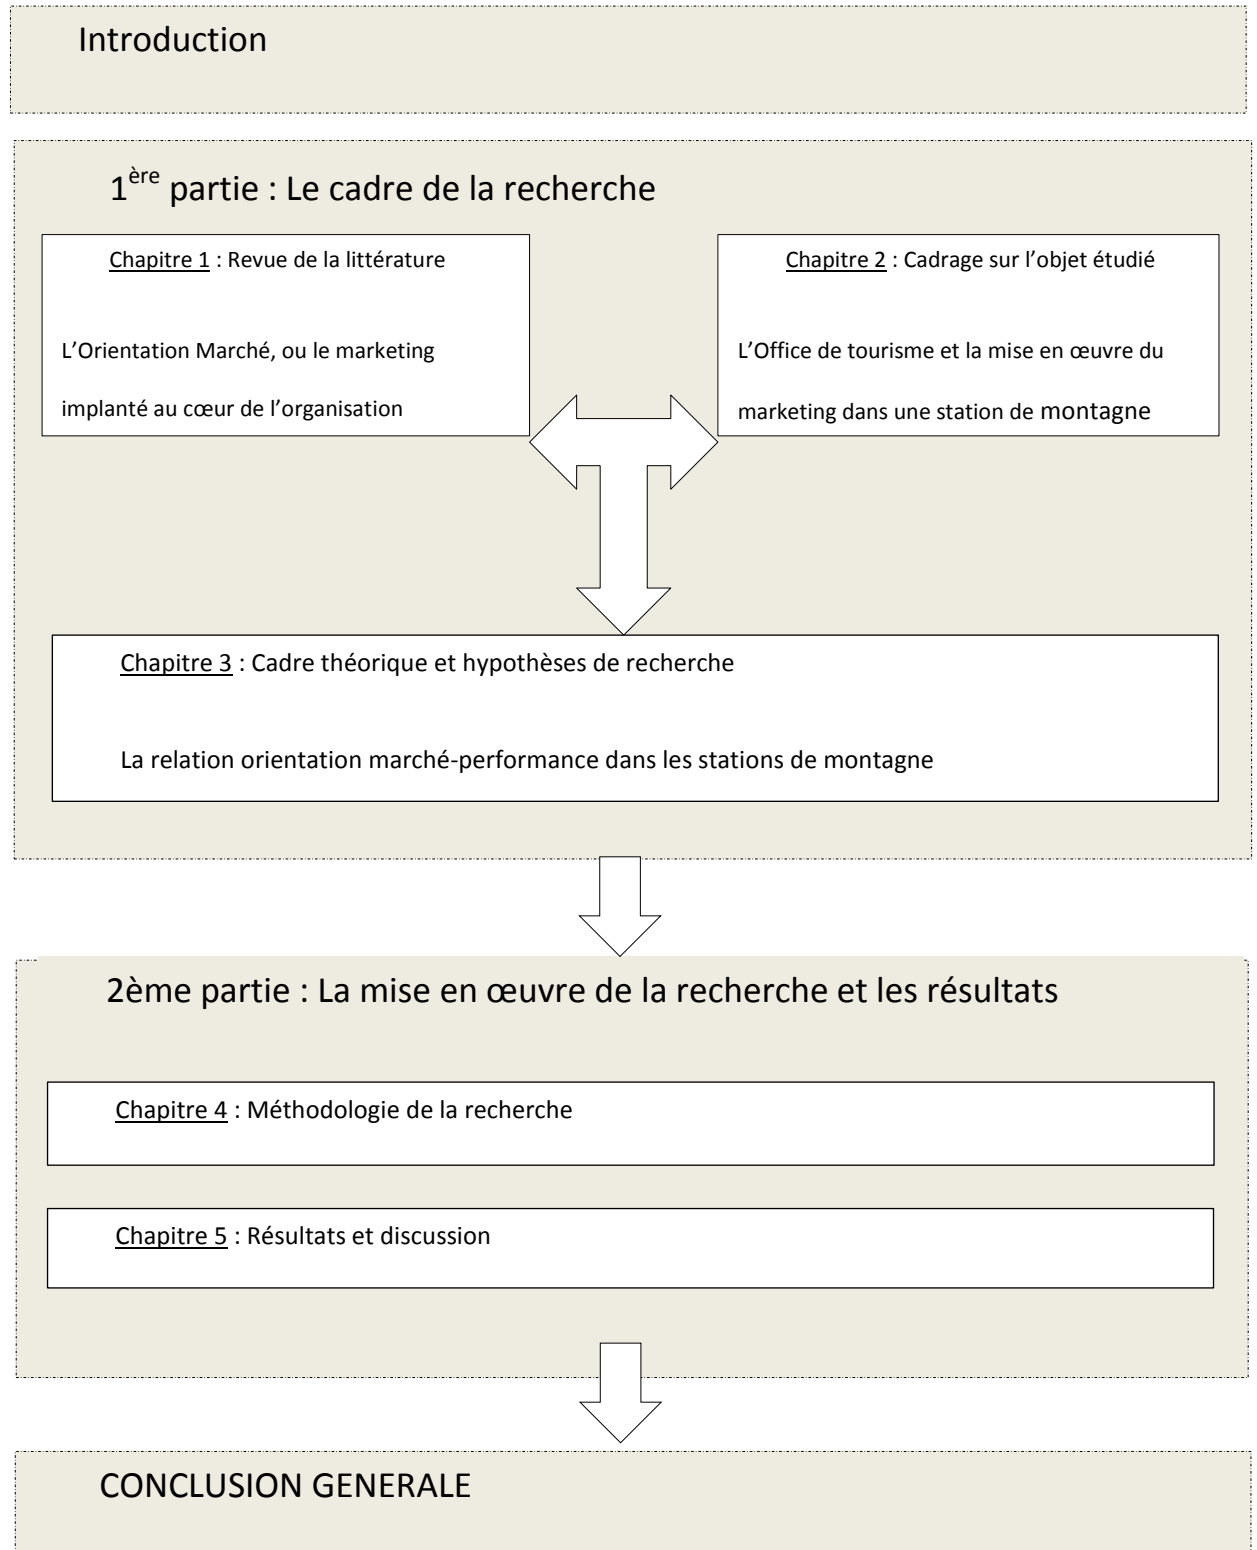 Introduction
1ère partie : Le cadre de la recherche
Chapitre 1 : Revue de la littérature
L’Orientation Marché, ou le marketing
implanté au cœur de l’organisation
Chapitre 2 : Cadrage sur l’objet étudié
L’Office de tourisme et la mise en œuvre du
marketing dans une station de montagne
Chapitre 3 : Cadre théorique et hypothèses de recherche
La relation orientation marché-performance dans les stations de montagne
2ème partie : La mise en œuvre de la recherche et les résultats
Chapitre 4 : Méthodologie de la recherche
Chapitre 5 : Résultats et discussion
CONCLUSION GENERALE